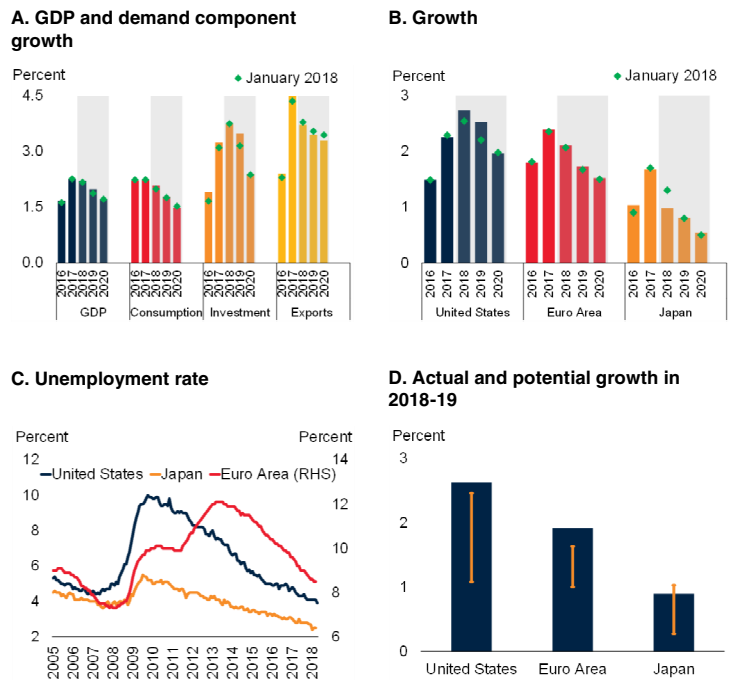 A. GDP and demand component
growth
Percent
January 2018
4.5
3.0
1.5
0.0
2016 2017 2018 2019 2020 2016 2017 2018 2019 2020 2016 2017 2018 2019 2020 2016 2017 2018 2019 2020
GDP Consumption Investment Exports
B. Growth
Percent
January 2018
3
2
1
0
2016 2017 2018 2019 2020 2016 2017 2018 2019 2020 2016 2017 2018 2019 2020
United States Euro Area Japan
C. Unemployment rate
Percent Percent
12 14
United States Japan Euro Area (RHS)
10 12
8 10
6 8
4
2 6
2005 2006 2007 2008 2009 2010 2011 2012 2013 2014 2015 2016 2017 2018
D. Actual and potential growth in
2018-19
Percent
3
2
1
0
United States Euro Area Japan